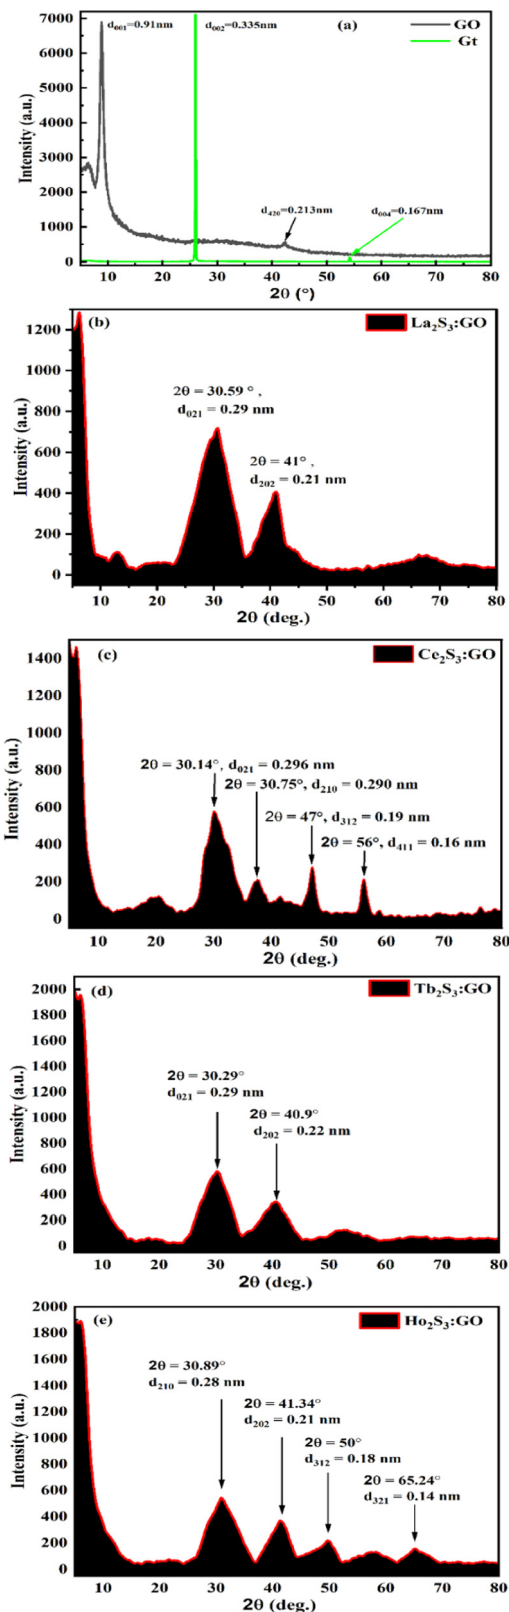 d001=0.91nm
d002=0.335nm
(a)
GO
Gt
7000
6000
5000
4000
3000
2000
1000
0
Intensity (a.u.)
d420=0.213nm
d004=0.167nm
10 20 30 40 50 60 70 80
2θ (°)
(b)
La2S3:GO
1200
1000
800
600
400
200
0
Intensity (a.u.)
2θ = 30.59 ° ,
d021 = 0.29 nm
2θ = 41° ,
d202 = 0.21 nm
10 20 30 40 50 60 70 80
2θ (deg.)
(c)
Ce2S3:GO
1400
1200
1000
800
600
400
200
0
Intensity (a.u.)
2θ = 30.14°, d021 = 0.296 nm
2θ = 30.75°, d210 = 0.290 nm
2θ = 47°, d312 = 0.19 nm
2θ = 56°, d411 = 0.16 nm
10 20 30 40 50 60 70 80
2θ (deg.)
(d)
Tb2S3:GO
2000
1800
1600
1400
1200
1000
800
600
400
200
0
Intensity (a.u.)
2θ = 30.29°
d021 = 0.29 nm
2θ = 40.9°
d202 = 0.22 nm
10 20 30 40 50 60 70 80
2θ (deg.)
(e)
Ho2S3:GO
2000
1800
1600
1400
1200
1000
800
600
400
200
0
Intensity (a.u.)
2θ = 30.89°
d210 = 0.28 nm
2θ = 41.34°
d202 = 0.21 nm
2θ = 50°
d312 = 0.18 nm
2θ = 65.24°
d321 = 0.14 nm
10 20 30 40 50 60 70 80
2θ (deg.)